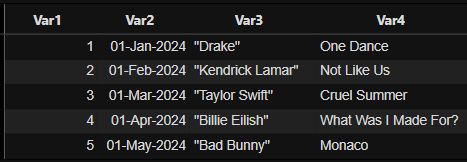 Var1 Var2 Var3 Var4
1 01-Jan-2024 "Drake" One Dance
2 01-Feb-2024 "Kendrick Lamar" Not Like Us
3 01-Mar-2024 "Taylor Swift" Cruel Summer
4 01-Apr-2024 "Billie Eilish" What Was I Made For?
5 01-May-2024 "Bad Bunny" Monaco